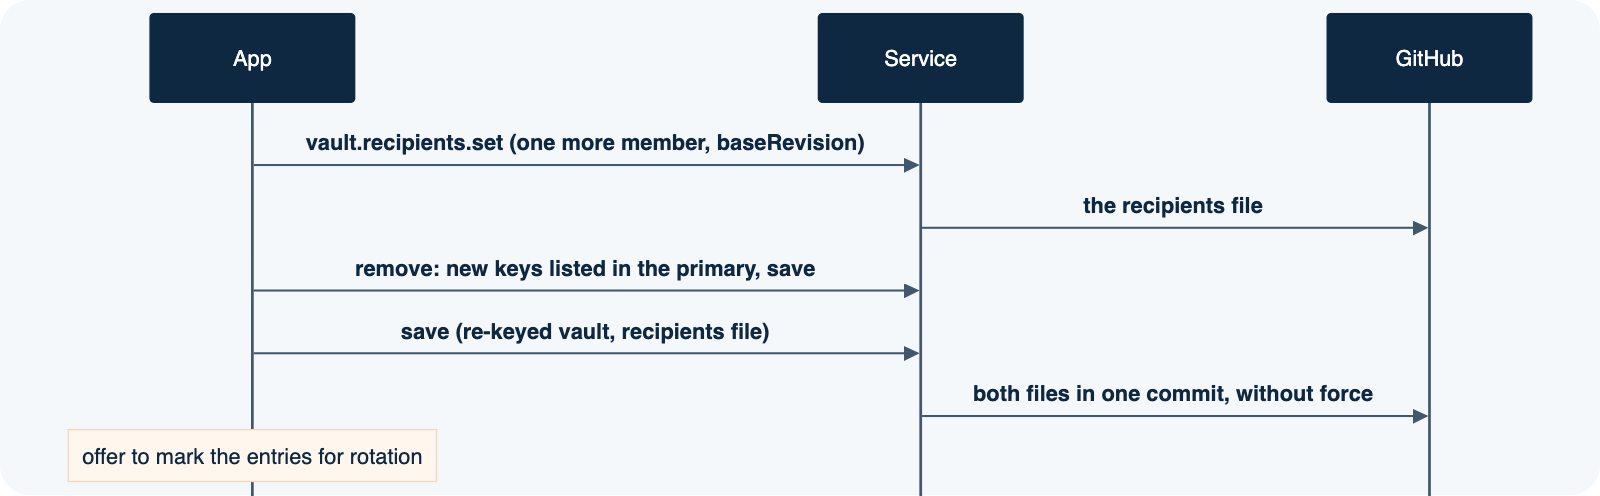 App
Service
GitHub
vault.recipients.set (one more member, baseRevision)
the recipients file
remove: new keys listed in the primary, save
save (re-keyed vault, recipients file)
both files in one commit, without force
offer to mark the entries for rotation